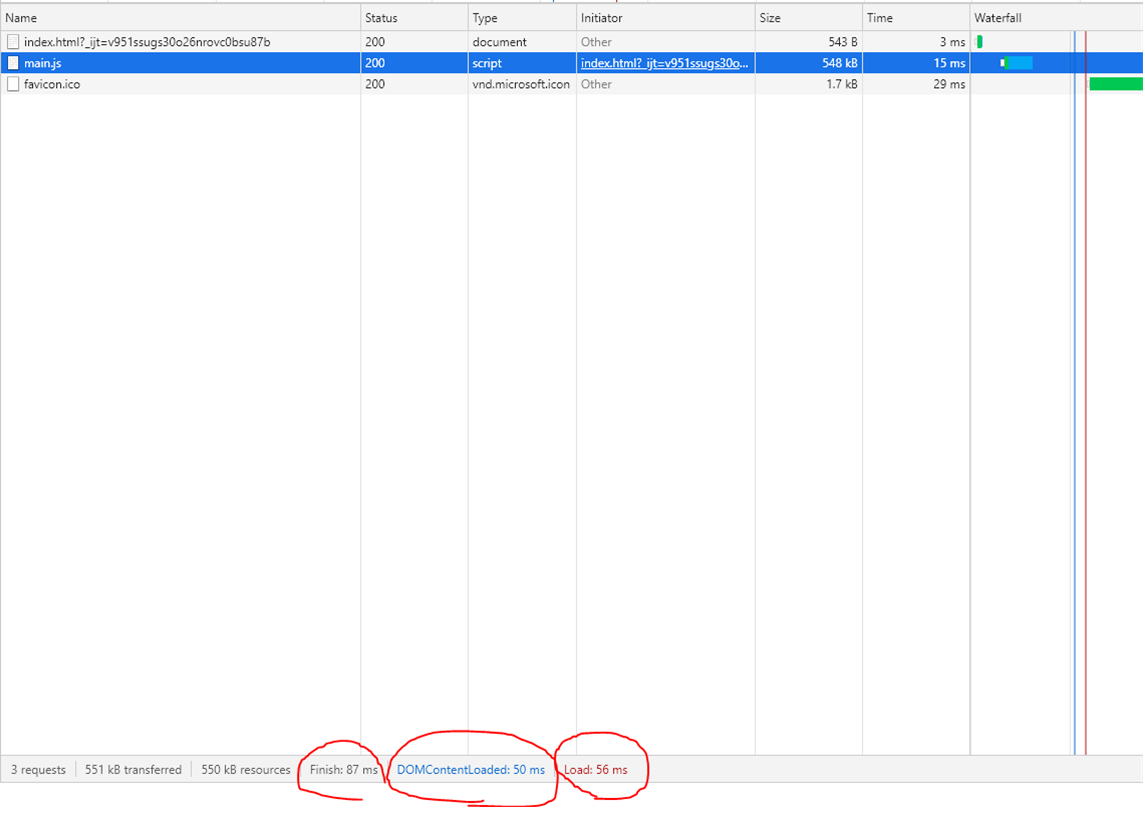 Name Status Type Initiator Size Time Waterfall
index.html?_ijt=v951ssugs30o26nrovc0bsu87b 200 document Other 543 B 3 ms
main.js 200 script index.html?_ijt=v951ssugs30o... 548 kB 15 ms
favicon.ico 200 vnd.microsoft.icon Other 1.7 kB 29 ms
3 requests 551 kB transferred 550 kB resources Finish: 87 ms DOMContentLoaded: 50 ms Load: 56 ms